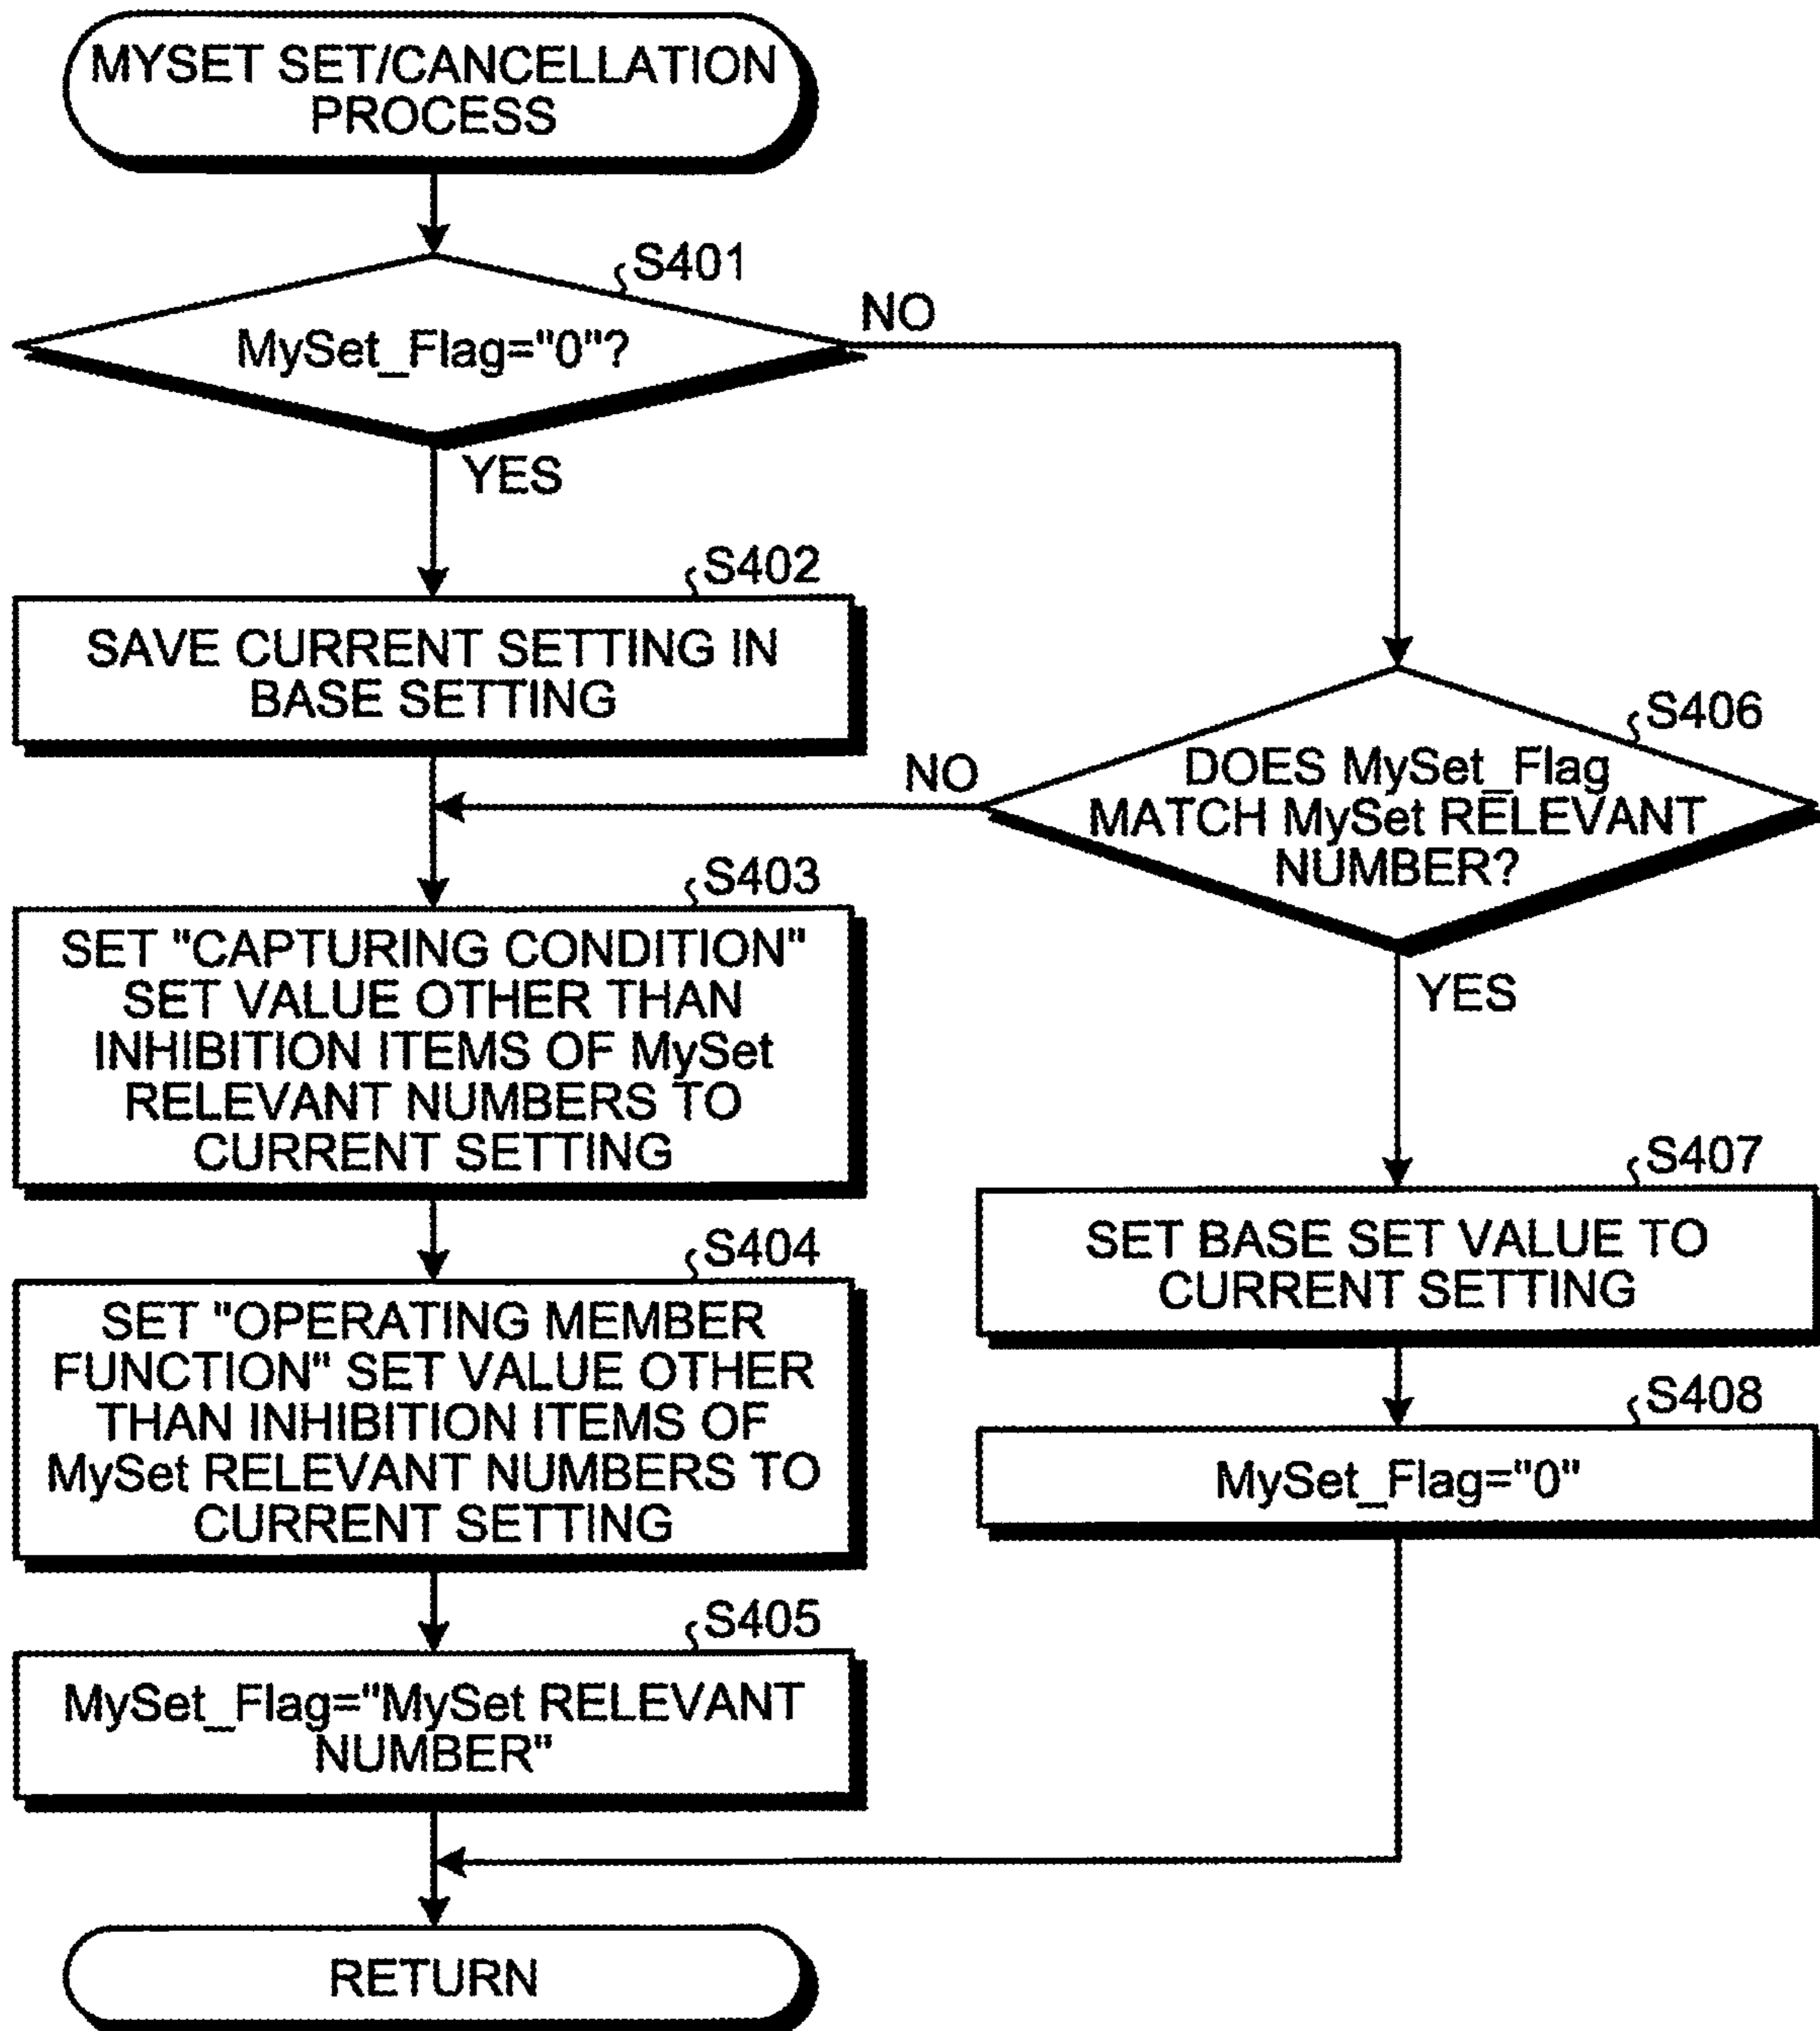 MYSET SET/CANCELLATION
PROCESS
S401
MySet_Flag="0"?
NO
YES
S402
SAVE CURRENT SETTING IN
BASE SETTING
S406
DOES MySet_Flag
MATCH MySet RELEVANT
NUMBER?
NO
YES
S403
SET "CAPTURING CONDITION"
SET VALUE OTHER THAN
INHIBITION ITEMS OF MySet
RELEVANT NUMBERS TO
CURRENT SETTING
S407
SET BASE SET VALUE TO
CURRENT SETTING
S404
SET "OPERATING MEMBER
FUNCTION" SET VALUE OTHER
THAN INHIBITION ITEMS OF
MySet RELEVANT NUMBERS TO
CURRENT SETTING
S408
MySet_Flag="0"
S405
MySet_Flag="MySet RELEVANT
NUMBER"
RETURN